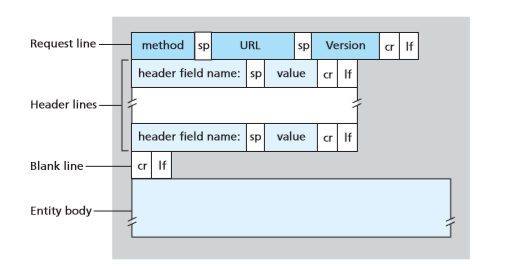 Request line method sp URL sp Version cr lf
header field name: sp value cr lf
Header lines
header field name: sp value cr lf
Blank line cr lf
Entity body